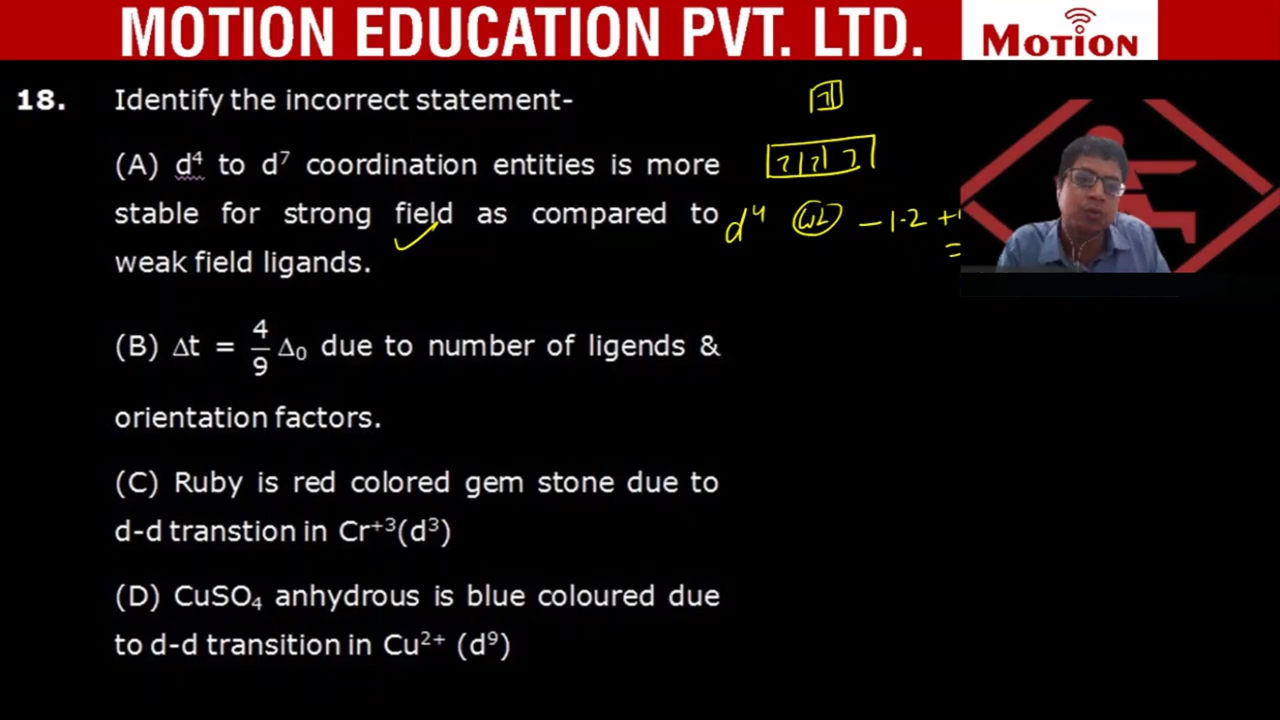 MOTION EDUCATION PVT. LTD.
MOTION
18. Identify the incorrect statement-
(A) d⁴ to d⁷ coordination entities is more
stable for strong field as compared to
weak field ligands.
d⁴ WL -1.2 +
=
(B) Δt = 4/9 Δ₀ due to number of ligends &
orientation factors.
(C) Ruby is red colored gem stone due to
d-d transtion in Cr⁺³(d³)
(D) CuSO₄ anhydrous is blue coloured due
to d-d transition in Cu²⁺ (d⁹)